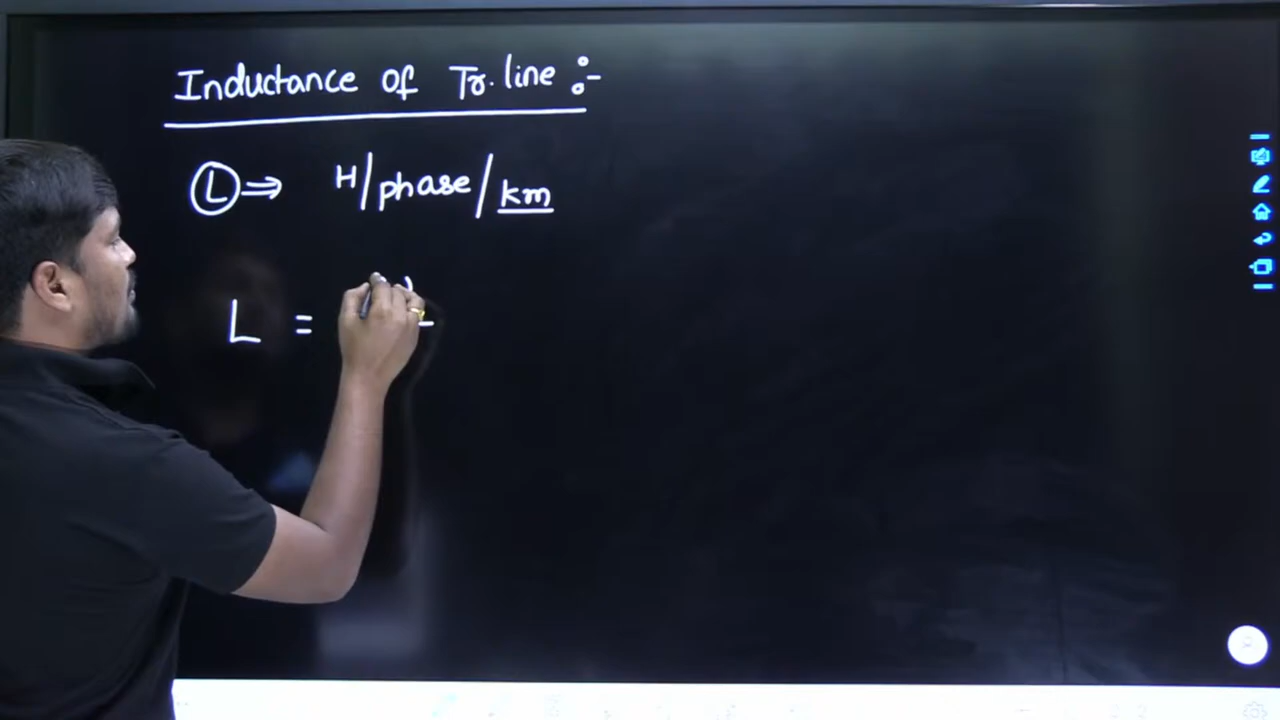 Inductance of Tr. line :-
L ⇒ H/phase/km
L =